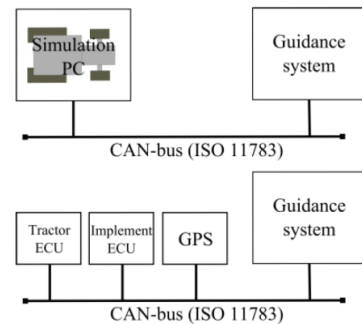 Simulation
PC
Guidance
system
CAN-bus (ISO 11783)
Tractor
ECU
Implement
ECU
GPS
Guidance
system
CAN-bus (ISO 11783)